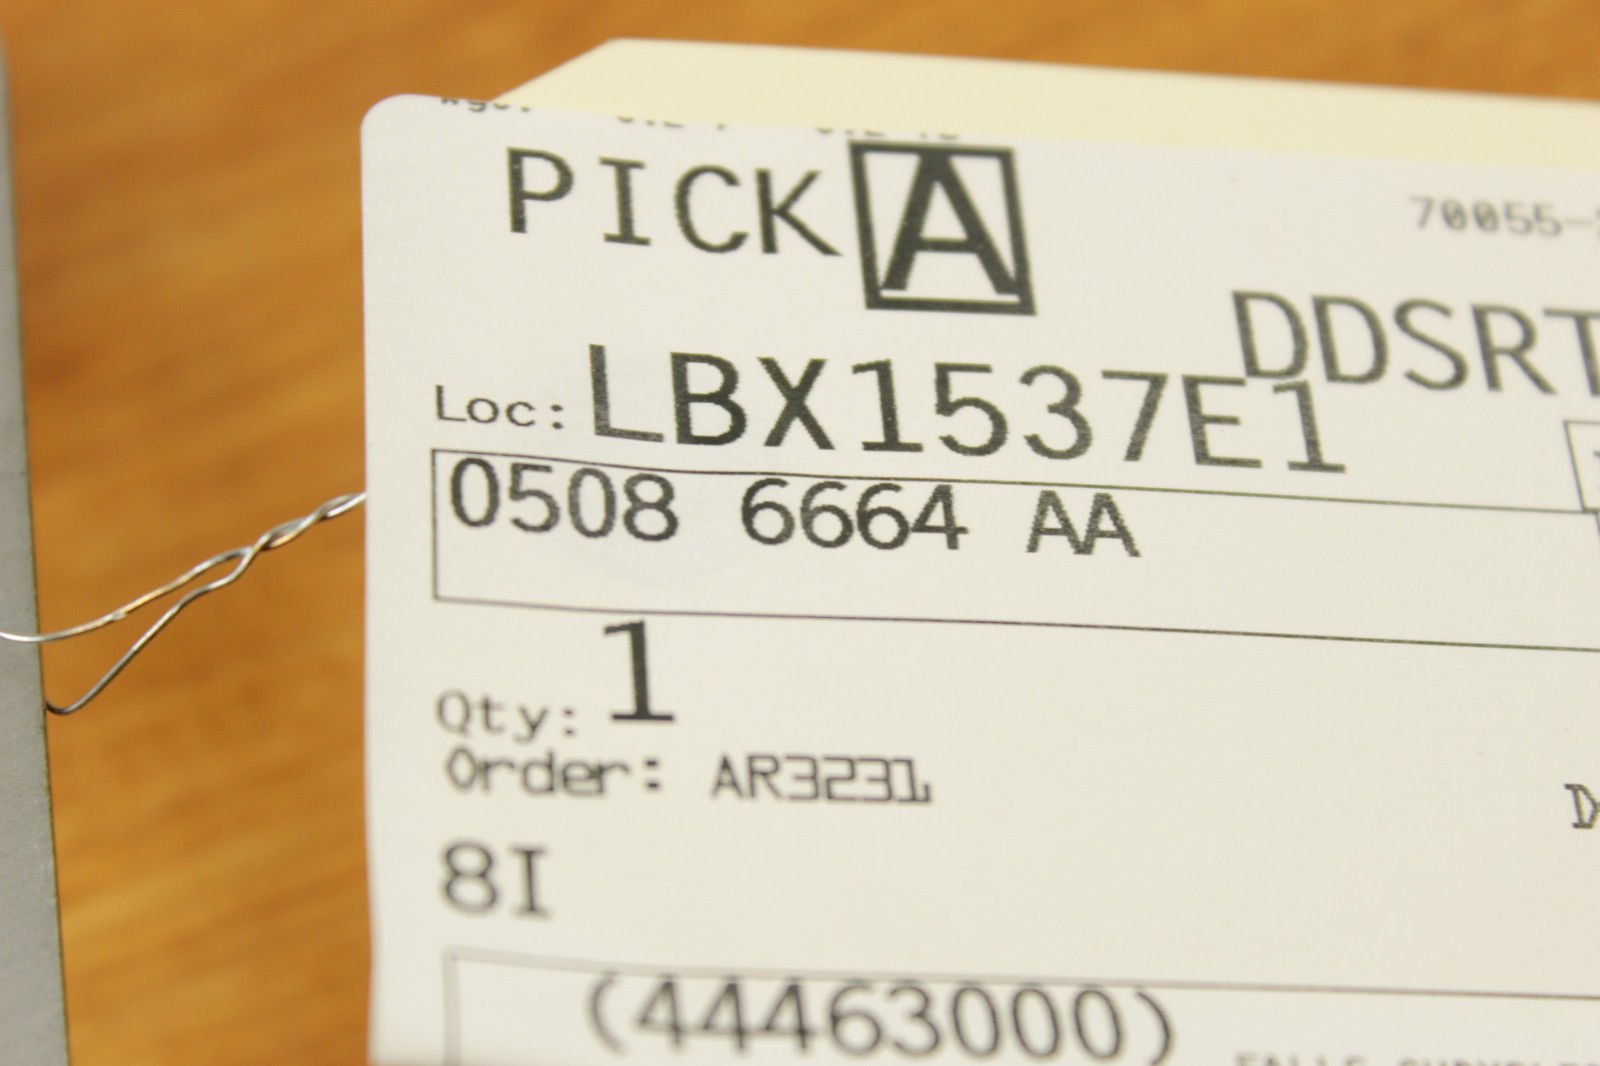 PICK A
70055-
DDSRT
Loc: LBX1537E1
0508 6664 AA
Qty: 1
Order: AR3231
8I
(44463000)